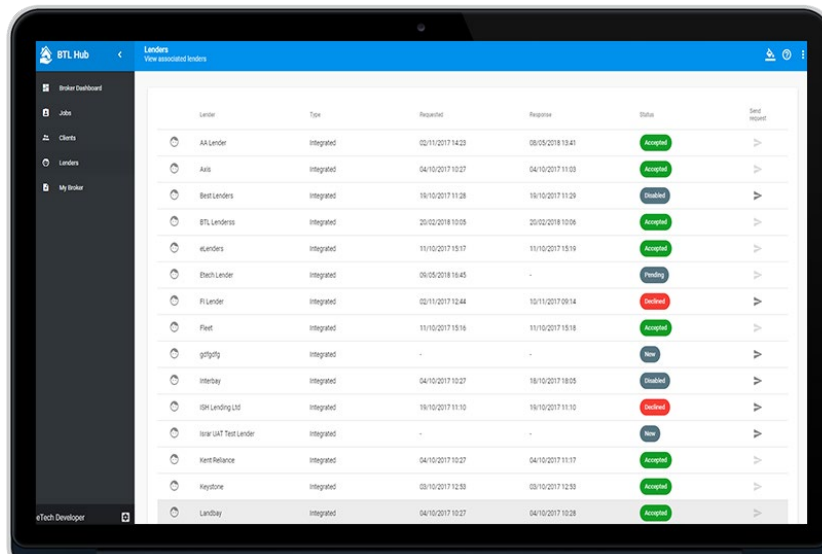 BTL Hub
Lenders
View associated lenders
Broker Dashboard
Jobs
Clients
Lenders
My Broker
eTech Developer
Lender Type Requested Response Status Send request
AA Lender Integrated 02/11/2017 14:23 08/05/2018 13:41 Accepted
Axis Integrated 04/10/2017 10:27 04/10/2017 11:03 Accepted
Best Lenders Integrated 19/10/2017 11:28 19/10/2017 11:29 Disabled
BTL Lenderss Integrated 20/02/2018 10:05 20/02/2018 10:06 Accepted
eLenders Integrated 11/10/2017 15:17 11/10/2017 15:19 Accepted
Etech Lender Integrated 09/05/2018 16:45 - Pending
FI Lender Integrated 02/11/2017 12:44 10/11/2017 09:14 Declined
Fleet Integrated 11/10/2017 15:16 11/10/2017 15:18 Accepted
gdfgdfg Integrated - - New
Interbay Integrated 04/10/2017 10:27 18/10/2017 18:05 Disabled
ISH Lending Ltd Integrated 19/10/2017 11:10 19/10/2017 11:10 Declined
Israr UAT Test Lender Integrated - - New
Kent Reliance Integrated 04/10/2017 10:27 04/10/2017 11:17 Accepted
Keystone Integrated 03/10/2017 12:53 03/10/2017 12:53 Accepted
Landbay Integrated 04/10/2017 10:27 04/10/2017 10:28 Accepted